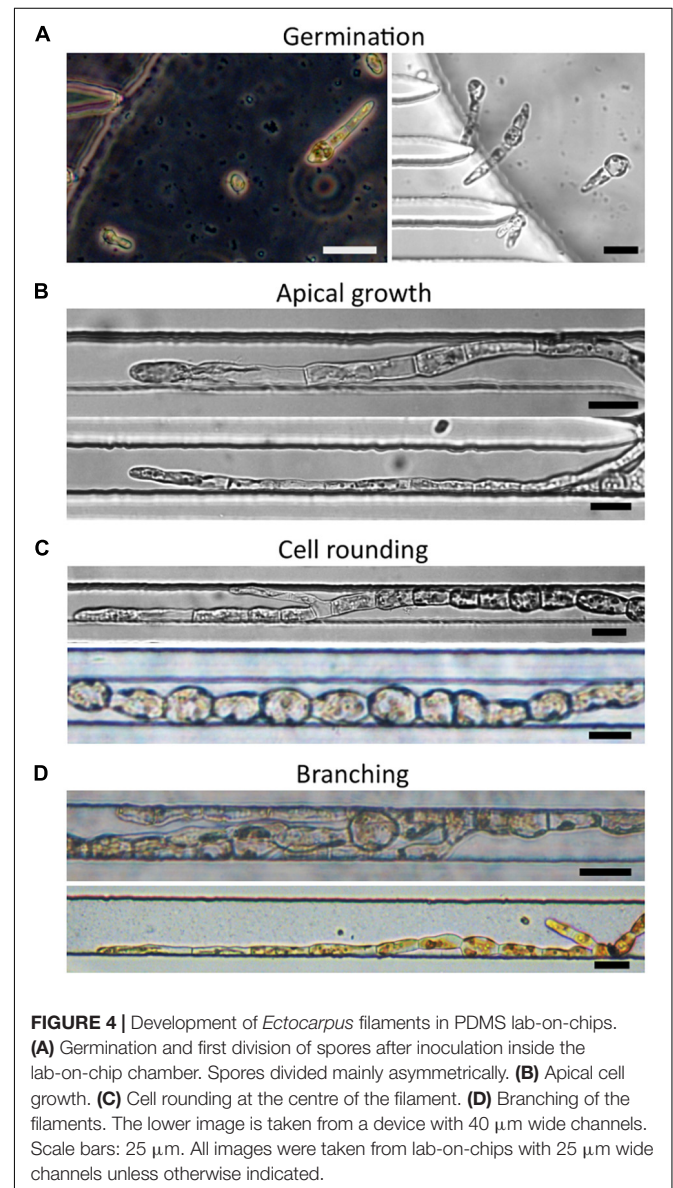 A
Germination
B
Apical growth
C
Cell rounding
D
Branching
FIGURE 4 | Development of Ectocarpus filaments in PDMS lab-on-chips.
(A) Germination and first division of spores after inoculation inside the
lab-on-chip chamber. Spores divided mainly asymmetrically. (B) Apical cell
growth. (C) Cell rounding at the centre of the filament. (D) Branching of the
filaments. The lower image is taken from a device with 40 μm wide channels.
Scale bars: 25 μm. All images were taken from lab-on-chips with 25 μm wide
channels unless otherwise indicated.